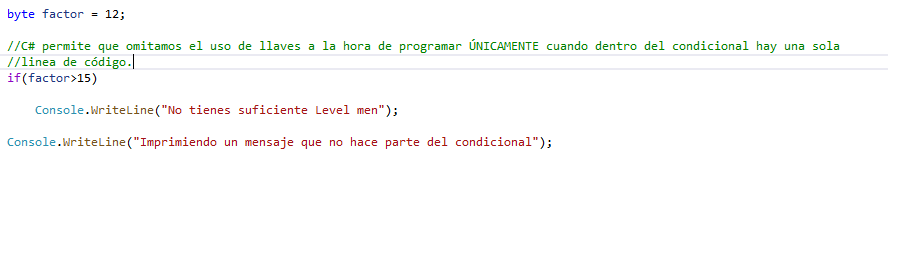 byte factor = 12;
//C# permite que omitamos el uso de llaves a la hora de programar ÚNICAMENTE cuando dentro del condicional hay una sola
//linea de código.
if(factor>15)
Console.WriteLine("No tienes suficiente Level men");
Console.WriteLine("Imprimiendo un mensaje que no hace parte del condicional");